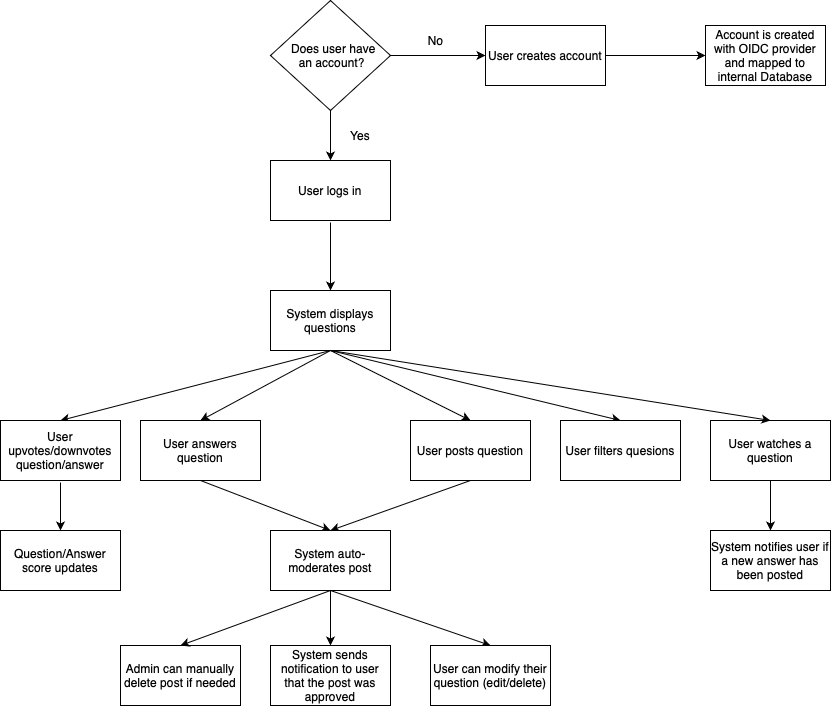 Does user have
an account?
No
User creates account
Account is created
with OIDC provider
and mapped to
internal Database
Yes
User logs in
System displays
questions
User
upvotes/downvotes
question/answer
User answers
question
User posts question
User filters quesions
User watches a
question
Question/Answer
score updates
System auto-
moderates post
System notifies user if
a new answer has
been posted
Admin can manually
delete post if needed
System sends
notification to user
that the post was
approved
User can modify their
question (edit/delete)